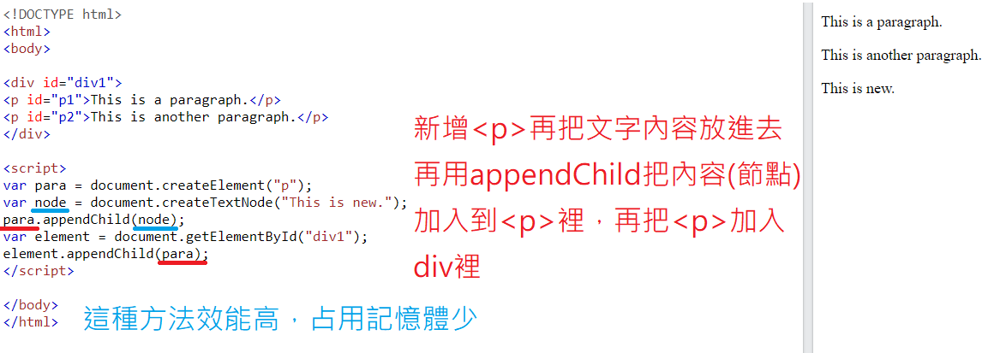 <!DOCTYPE html>
<html>
<body>
<div id="div1">
<p id="p1">This is a paragraph.</p>
<p id="p2">This is another paragraph.</p>
</div>
<script>
var para = document.createElement("p");
var node = document.createTextNode("This is new.");
para.appendChild(node);
var element = document.getElementById("div1");
element.appendChild(para);
</script>
</body>
</html>
新增<p>再把文字內容放進去
再用appendChild把內容(節點)
加入到<p>裡，再把<p>加入
div裡
這種方法效能高，占用記憶體少
This is a paragraph.
This is another paragraph.
This is new.